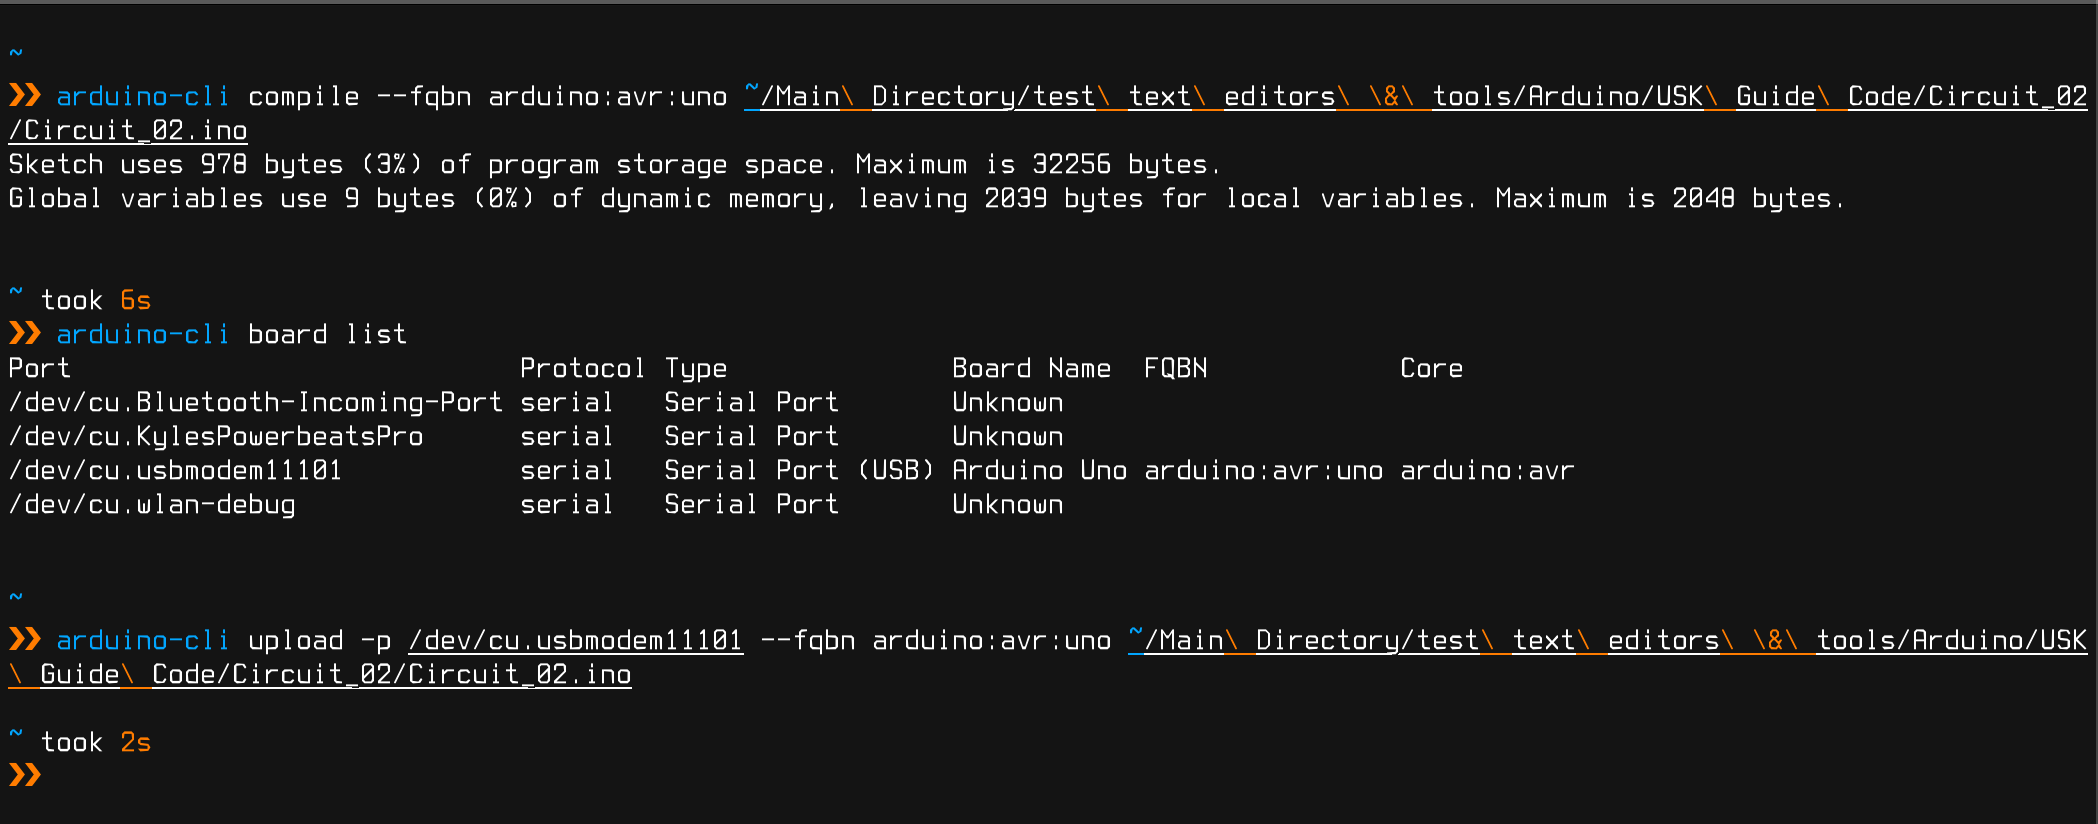 ~
❯❯ arduino-cli compile --fqbn arduino:avr:uno ~/Main\ Directory/test\ text\ editors\ \&\ tools/Arduino/USK\ Guide\ Code/Circuit_02
/Circuit_02.ino
Sketch uses 978 bytes (3%) of program storage space. Maximum is 32256 bytes.
Global variables use 9 bytes (0%) of dynamic memory, leaving 2039 bytes for local variables. Maximum is 2048 bytes.
~ took 6s
❯❯ arduino-cli board list
Port                            Protocol Type              Board Name  FQBN            Core
/dev/cu.Bluetooth-Incoming-Port serial   Serial Port       Unknown
/dev/cu.KylesPowerbeatsPro      serial   Serial Port       Unknown
/dev/cu.usbmodem11101           serial   Serial Port (USB) Arduino Uno arduino:avr:uno arduino:avr
/dev/cu.wlan-debug              serial   Serial Port       Unknown
~
❯❯ arduino-cli upload -p /dev/cu.usbmodem11101 --fqbn arduino:avr:uno ~/Main\ Directory/test\ text\ editors\ \&\ tools/Arduino/USK
\ Guide\ Code/Circuit_02/Circuit_02.ino
~ took 2s
❯❯